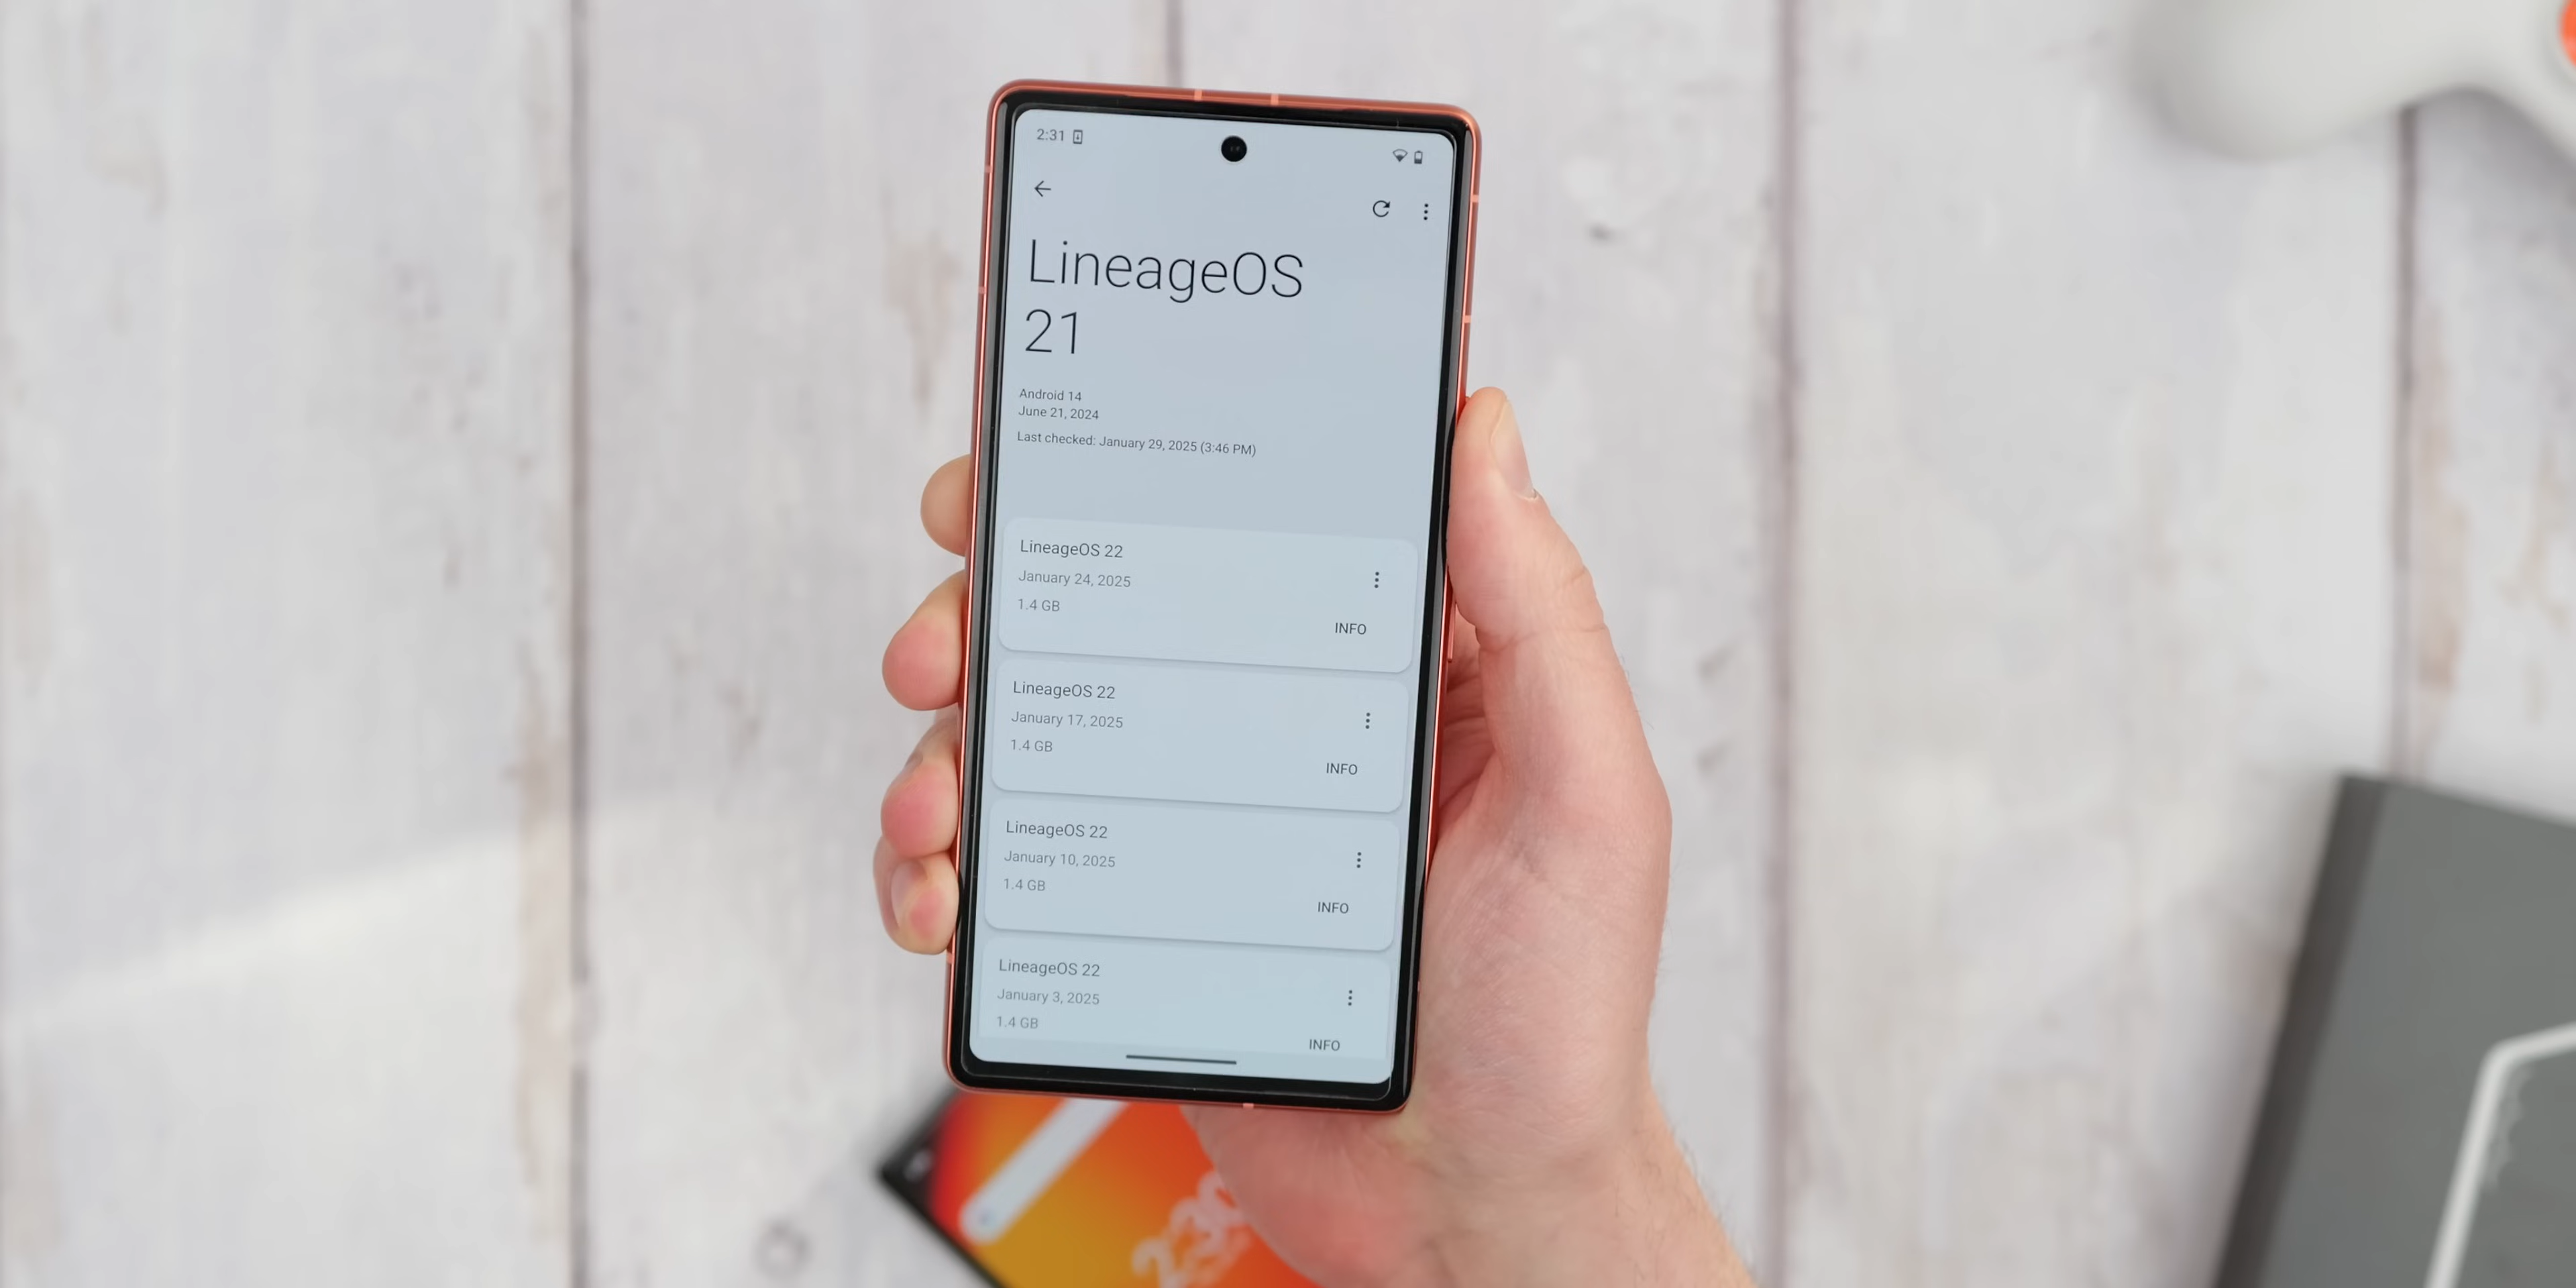 2:31
LineageOS
21
Android 14
June 21, 2024
Last checked: January 29, 2025 (3:46 PM)
LineageOS 22
January 24, 2025
1.4 GB
INFO
LineageOS 22
January 17, 2025
1.4 GB
INFO
LineageOS 22
January 10, 2025
1.4 GB
INFO
LineageOS 22
January 3, 2025
1.4 GB
INFO
2:30